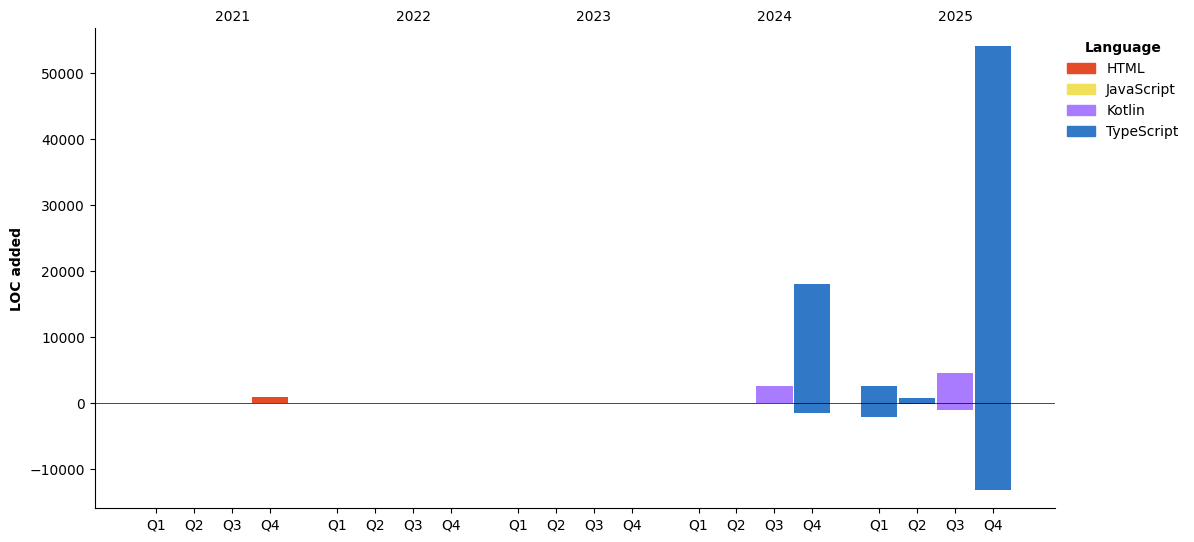 2021 2022 2023 2024 2025
Language
HTML
JavaScript
Kotlin
TypeScript
LOC added
50000
40000
30000
20000
10000
0
−10000
Q1 Q2 Q3 Q4 Q1 Q2 Q3 Q4 Q1 Q2 Q3 Q4 Q1 Q2 Q3 Q4 Q1 Q2 Q3 Q4